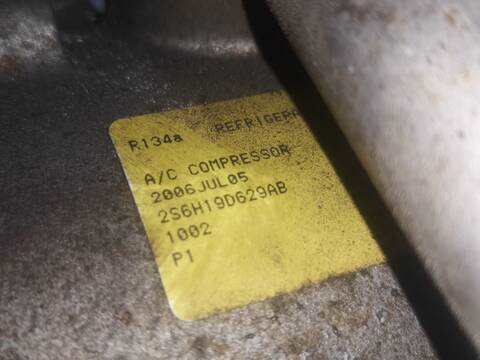 R134a REFRIGERA
A/C COMPRESSOR
2006JUL05
2S6H19D629AB
1002
P1